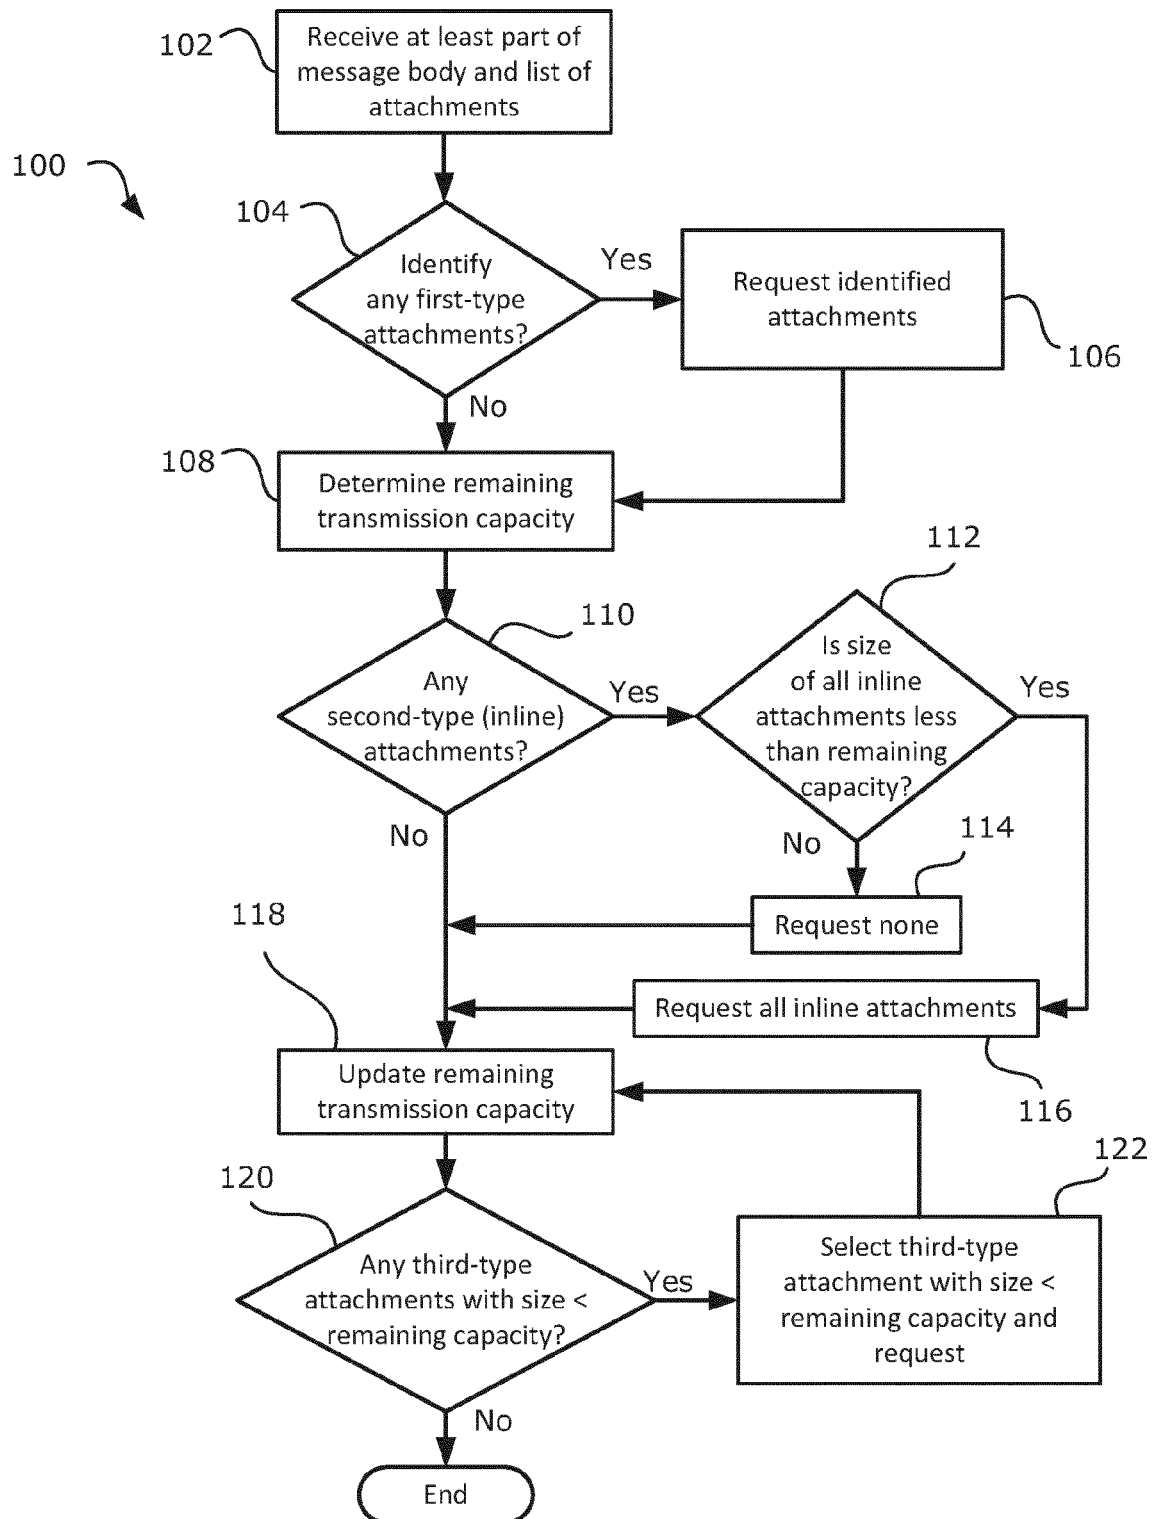 102
Receive at least part of
message body and list of
attachments
100
104
Identify
any first-type
attachments?
Yes
Request identified
attachments
106
No
108
Determine remaining
transmission capacity
110
Any
second-type (inline)
attachments?
Yes
112
Is size
of all inline
attachments less
than remaining
capacity?
Yes
No
No
114
Request none
Request all inline attachments
116
118
Update remaining
transmission capacity
120
Any third-type
attachments with size <
remaining capacity?
Yes
122
Select third-type
attachment with size <
remaining capacity and
request
No
End